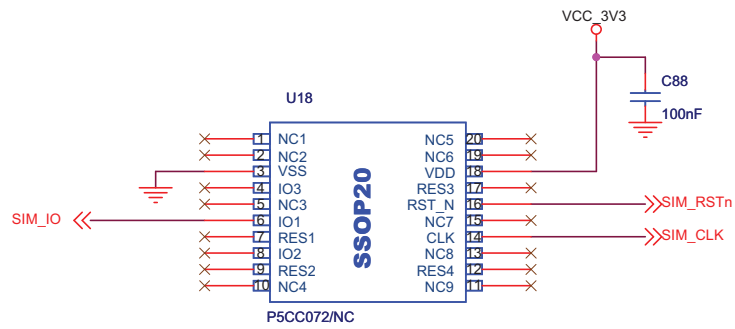 VCC_3V3
C88
100nF
U18
1 NC1 NC5 20
2 NC2 NC6 19
3 VSS VDD 18
4 IO3 RES3 17
5 NC3 RST_N 16
SIM_RSTn
SIM_IO
6 IO1 NC7 15
7 RES1 CLK 14
SIM_CLK
8 IO2 NC8 13
9 RES2 RES4 12
10 NC4 NC9 11
SSOP20
P5CC072/NC